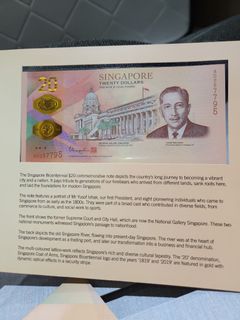 20
SINGAPORE
TWENTY DOLLARS
The Singapore Bicentennial $20 commemorative note depicts the country's long journey to becoming a vibrant
city and a nation. It pays tribute to generations of our forebears who arrived from different lands, sank roots here,
and laid the foundations for modern Singapore.
The note features a portrait of Mr Yusof Ishak, our first President, and eight pioneering individuals who came to
Singapore from as early as the 1800s. They were part of a broad cast who contributed in diverse fields, from
commerce to culture, and social work to sports.
The front shows the former Supreme Court and City Hall, which are now the National Gallery Singapore. These two
national monuments witnessed Singapore's passage to nationhood.
The back depicts the old Singapore River, flowing into present-day Singapore. The river was at the heart of
Singapore's development as a trading port, and later our transformation into a business and financial hub.
The multi-coloured lattice-work reflects Singapore's rich and diverse cultural tapestry. The '20' denomination,
Singapore Coat of Arms, Singapore Bicentennial logo and the years '1819' and '2019' are featured in gold with
dynamic optical effects in a security stripe.